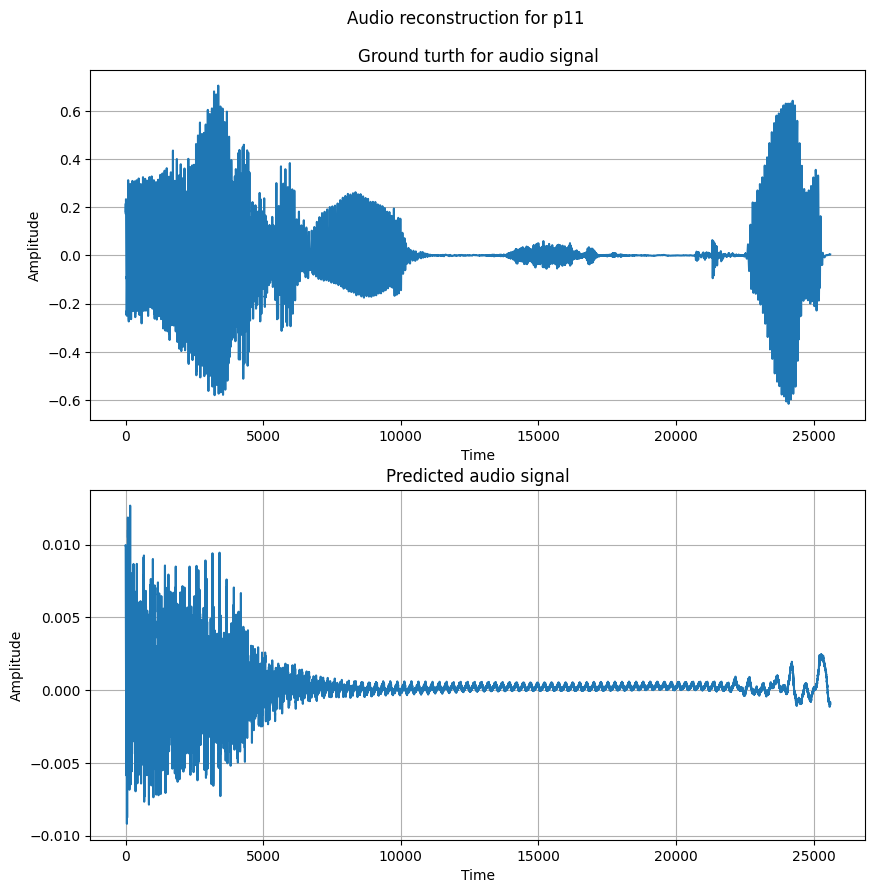 Audio reconstruction for p11
Ground turth for audio signal
Amplitude
0.6
0.4
0.2
0.0
−0.2
−0.4
−0.6
0 5000 10000 15000 20000 25000
Time
Predicted audio signal
Amplitude
0.010
0.005
0.000
−0.005
−0.010
0 5000 10000 15000 20000 25000
Time